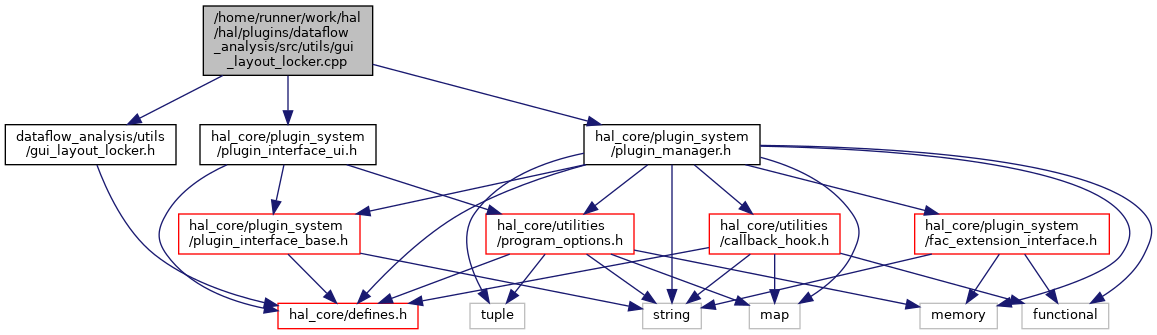 /home/runner/work/hal
/hal/plugins/dataflow
_analysis/src/utils/gui
_layout_locker.cpp
dataflow_analysis/utils
/gui_layout_locker.h
hal_core/plugin_system
/plugin_interface_ui.h
hal_core/plugin_system
/plugin_manager.h
hal_core/plugin_system
/plugin_interface_base.h
hal_core/utilities
/program_options.h
hal_core/utilities
/callback_hook.h
hal_core/plugin_system
/fac_extension_interface.h
hal_core/defines.h
tuple
string
map
memory
functional